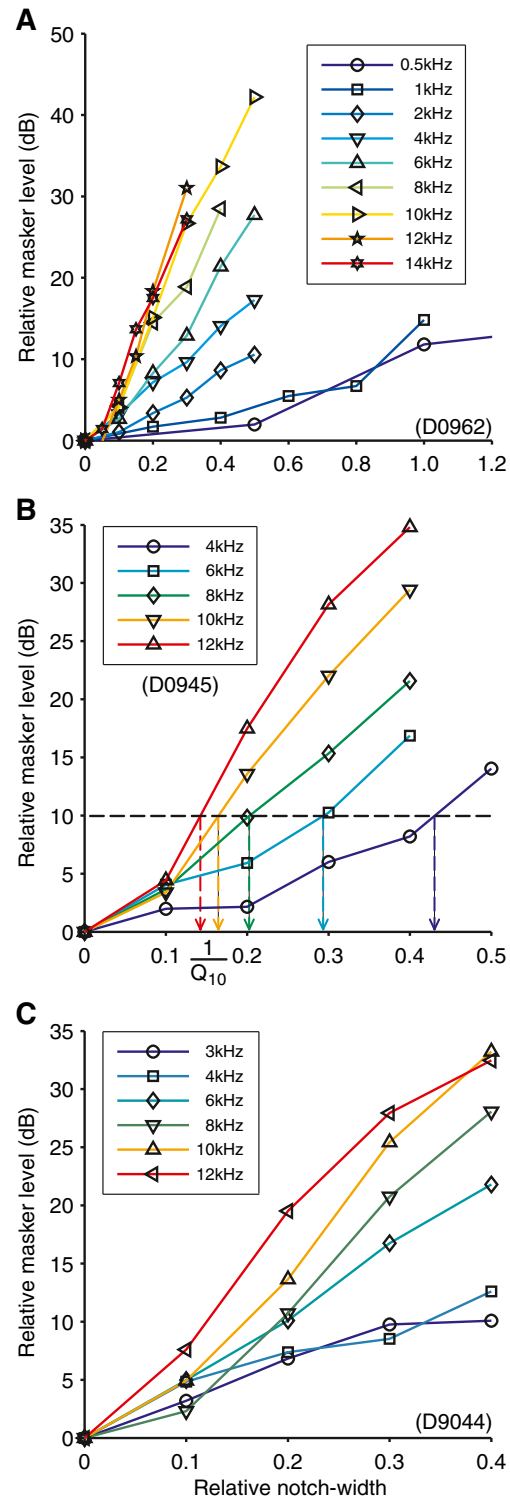 A
Relative masker level (dB)
50
40
30
20
10
0
0.5kHz
1kHz
2kHz
4kHz
6kHz
8kHz
10kHz
12kHz
14kHz
(D0962)
0 0.2 0.4 0.6 0.8 1.0 1.2
B
Relative masker level (dB)
35
30
25
20
15
10
5
0
4kHz
6kHz
8kHz
10kHz
12kHz
(D0945)
0 0.1 0.2 0.3 0.4 0.5
1
Q10
C
Relative masker level (dB)
35
30
25
20
15
10
5
0
3kHz
4kHz
6kHz
8kHz
10kHz
12kHz
(D9044)
0 0.1 0.2 0.3 0.4
Relative notch-width